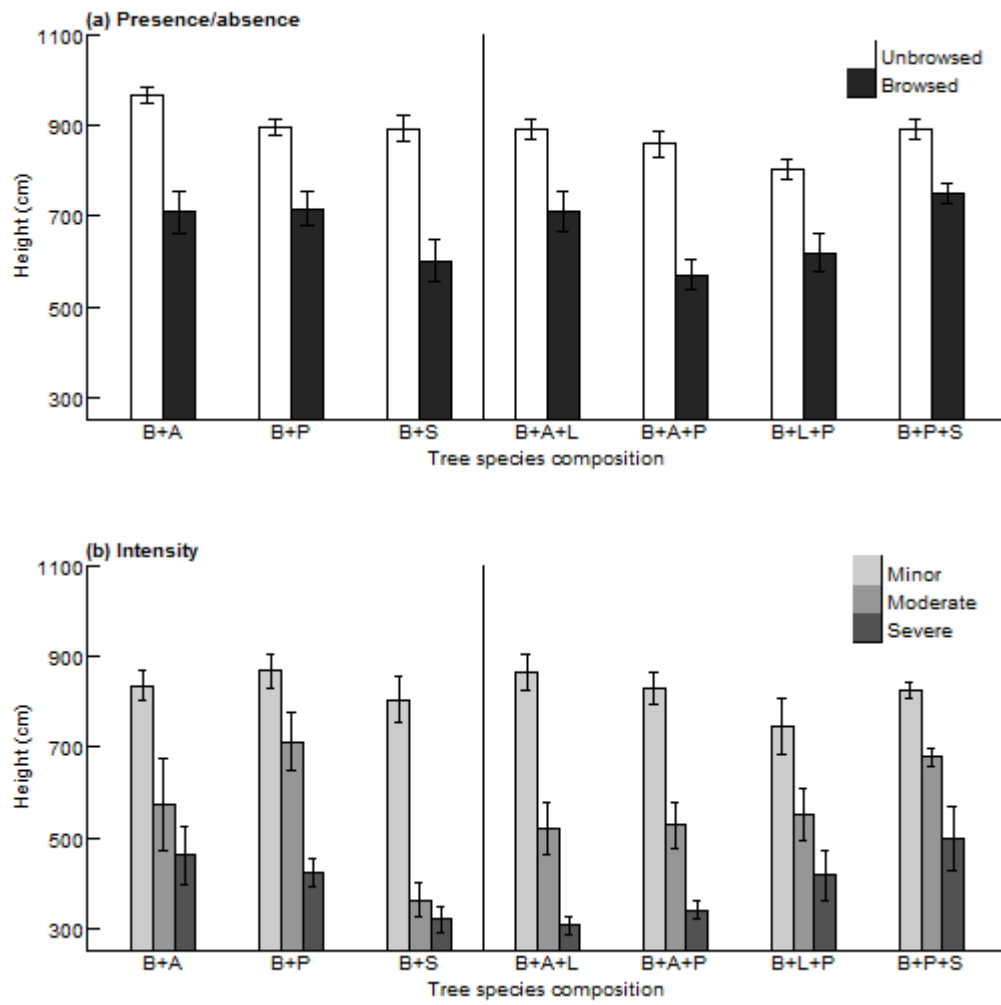 (a) Presence/absence
1100
900
700
500
300
Height (cm)
Unbrowsed
Browsed
B+A B+P B+S B+A+L B+A+P B+L+P B+P+S
Tree species composition
(b) Intensity
1100
900
700
500
300
Height (cm)
Minor
Moderate
Severe
B+A B+P B+S B+A+L B+A+P B+L+P B+P+S
Tree species composition